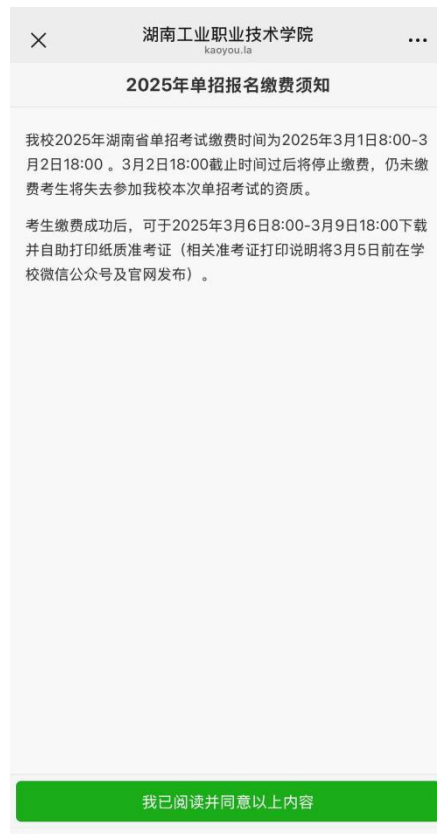 湖南工业职业技术学院
kaoyou.la
2025年单招报名缴费须知
我校2025年湖南省单招考试缴费时间为2025年3月1日8:00-3
月2日18:00 。3月2日18:00截止时间过后将停止缴费，仍未缴
费考生将失去参加我校本次单招考试的资质。
考生缴费成功后，可于2025年3月6日8:00-3月9日18:00下载
并自助打印纸质准考证（相关准考证打印说明将3月5日前在学
校微信公众号及官网发布）。
我已阅读并同意以上内容